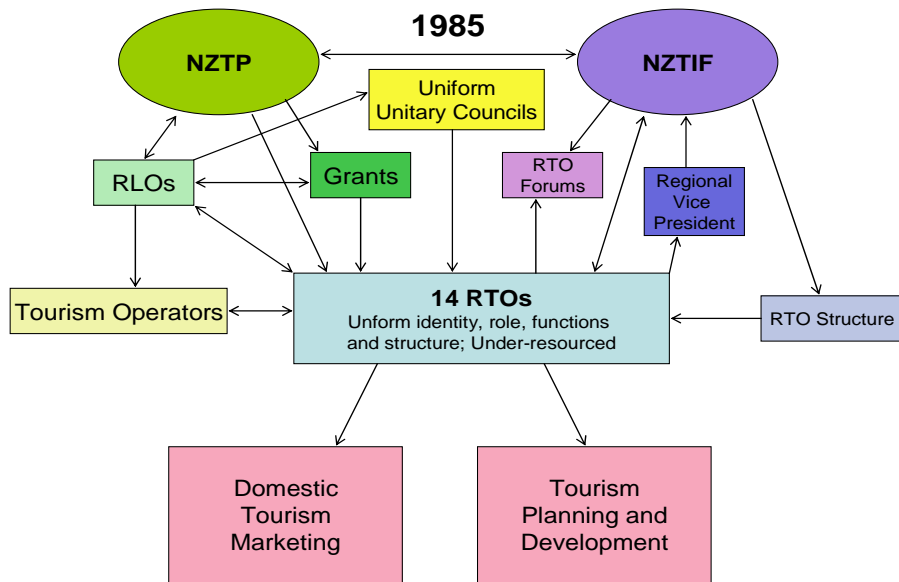 1985
NZTP
NZTIF
Uniform
Unitary Councils
RLOs
Grants
RTO
Forums
Regional
Vice
President
14 RTOs
Unform identity, role, functions
and structure; Under-resourced
Tourism Operators
RTO Structure
Domestic
Tourism
Marketing
Tourism
Planning and
Development